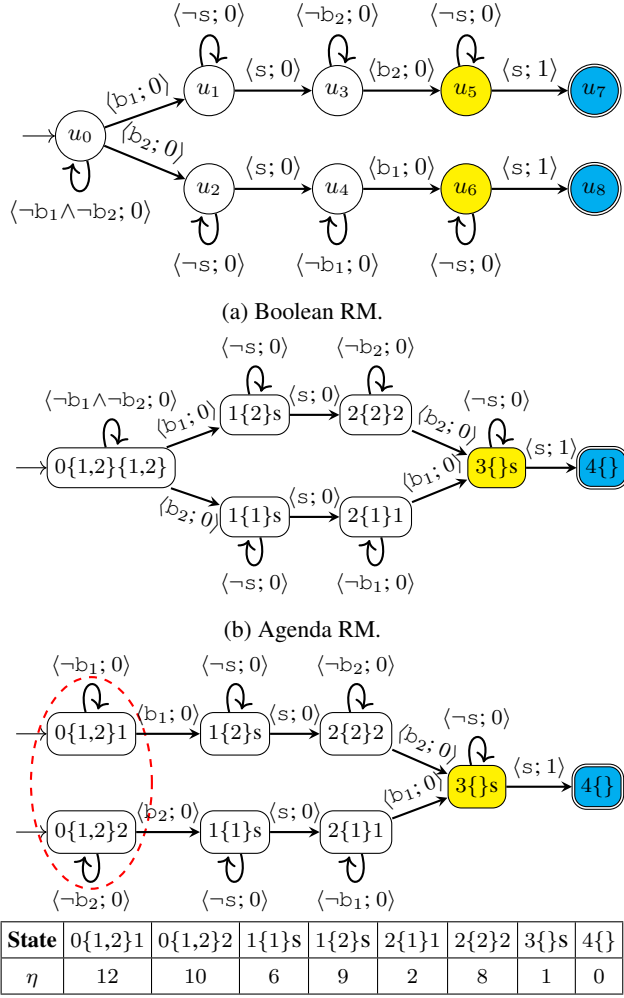 ⟨¬s; 0⟩ ⟨¬b₂; 0⟩ ⟨¬s; 0⟩
u₁ ⟨s; 0⟩ u₃ ⟨b₂; 0⟩ u₅ ⟨s; 1⟩ u₇
⟨b₁; 0⟩
u₀
⟨b₂; 0⟩
u₂ ⟨s; 0⟩ u₄ ⟨b₁; 0⟩ u₆ ⟨s; 1⟩ u₈
⟨¬b₁∧¬b₂; 0⟩
⟨¬s; 0⟩ ⟨¬b₁; 0⟩ ⟨¬s; 0⟩
(a) Boolean RM.
⟨¬s; 0⟩ ⟨¬b₂; 0⟩
⟨¬b₁∧¬b₂; 0⟩ ⟨b₁; 0⟩ 1{2}s ⟨s; 0⟩ 2{2}2 ⟨b₂; 0⟩ ⟨¬s; 0⟩
0{1,2}{1,2} 3{}s ⟨s; 1⟩ 4{}
⟨b₂; 0⟩ 1{1}s ⟨s; 0⟩ 2{1}1 ⟨b₁; 0⟩
⟨¬s; 0⟩ ⟨¬b₁; 0⟩
(b) Agenda RM.
⟨¬b₁; 0⟩ ⟨¬s; 0⟩ ⟨¬b₂; 0⟩
0{1,2}1 ⟨b₁; 0⟩ 1{2}s ⟨s; 0⟩ 2{2}2 ⟨b₂; 0⟩ ⟨¬s; 0⟩
3{}s ⟨s; 1⟩ 4{}
0{1,2}2 ⟨b₂; 0⟩ 1{1}s ⟨s; 0⟩ 2{1}1 ⟨b₁; 0⟩
⟨¬b₂; 0⟩ ⟨¬s; 0⟩ ⟨¬b₁; 0⟩
State 0{1,2}1 0{1,2}2 1{1}s 1{2}s 2{1}1 2{2}2 3{}s 4{}
η 12 10 6 9 2 8 1 0